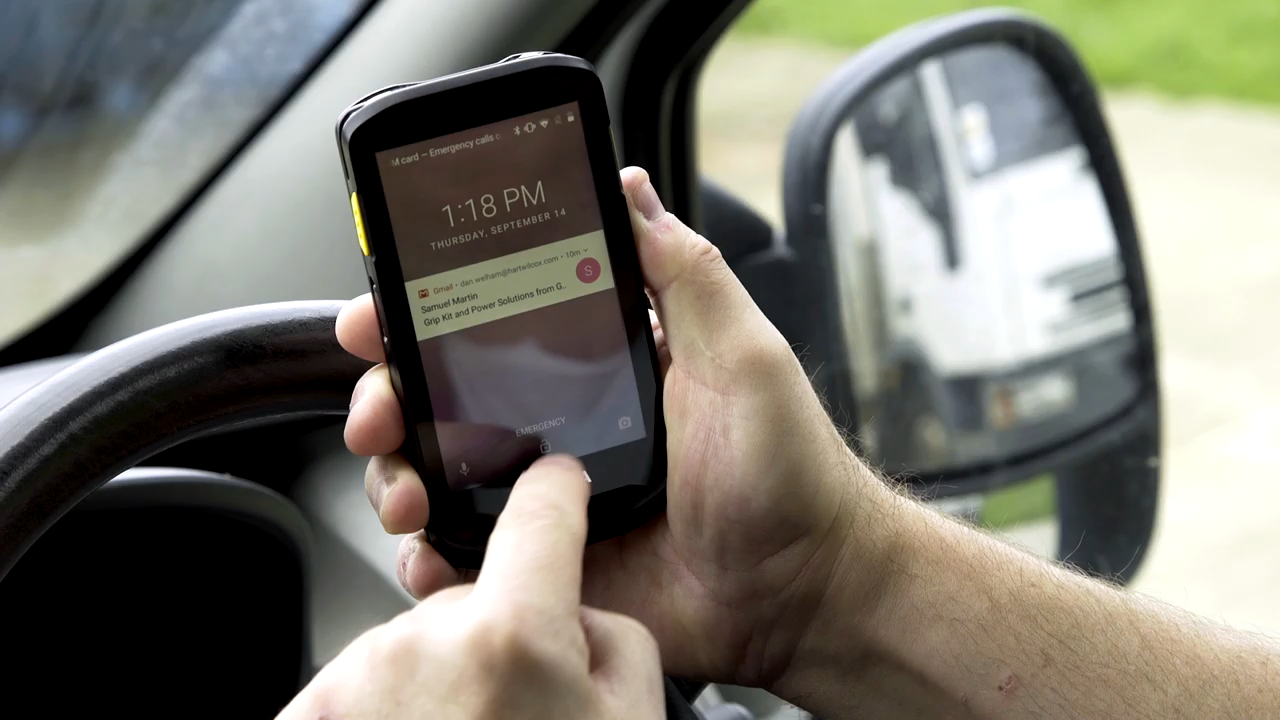 M card — Emergency calls o
1:18 PM
THURSDAY, SEPTEMBER 14
Gmail • dan welham@hartwilcox.com • 10m
S
Samuel Martin
Grip Kit and Power Solutions from G..
EMERGENCY